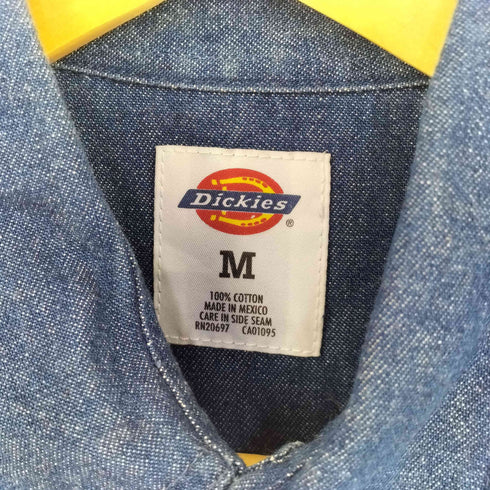 Dickies
®
M
100% COTTON
MADE IN MEXICO
CARE IN SIDE SEAM
RN20697 CA01095